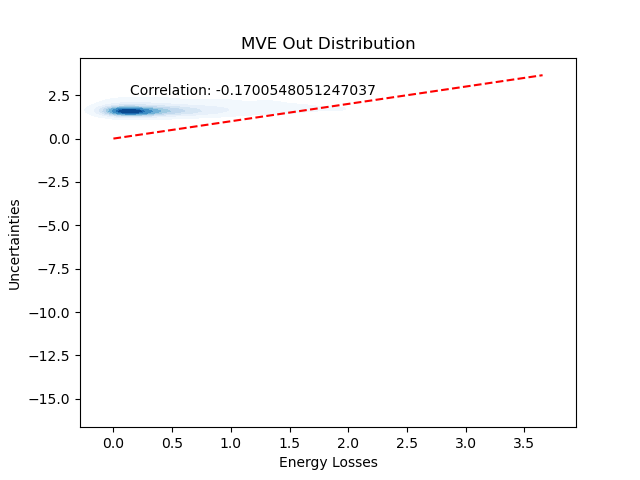 MVE Out Distribution
Correlation: -0.1700548051247037
2.5
0.0
−2.5
−5.0
−7.5
−10.0
−12.5
−15.0
Uncertainties
0.0 0.5 1.0 1.5 2.0 2.5 3.0 3.5
Energy Losses